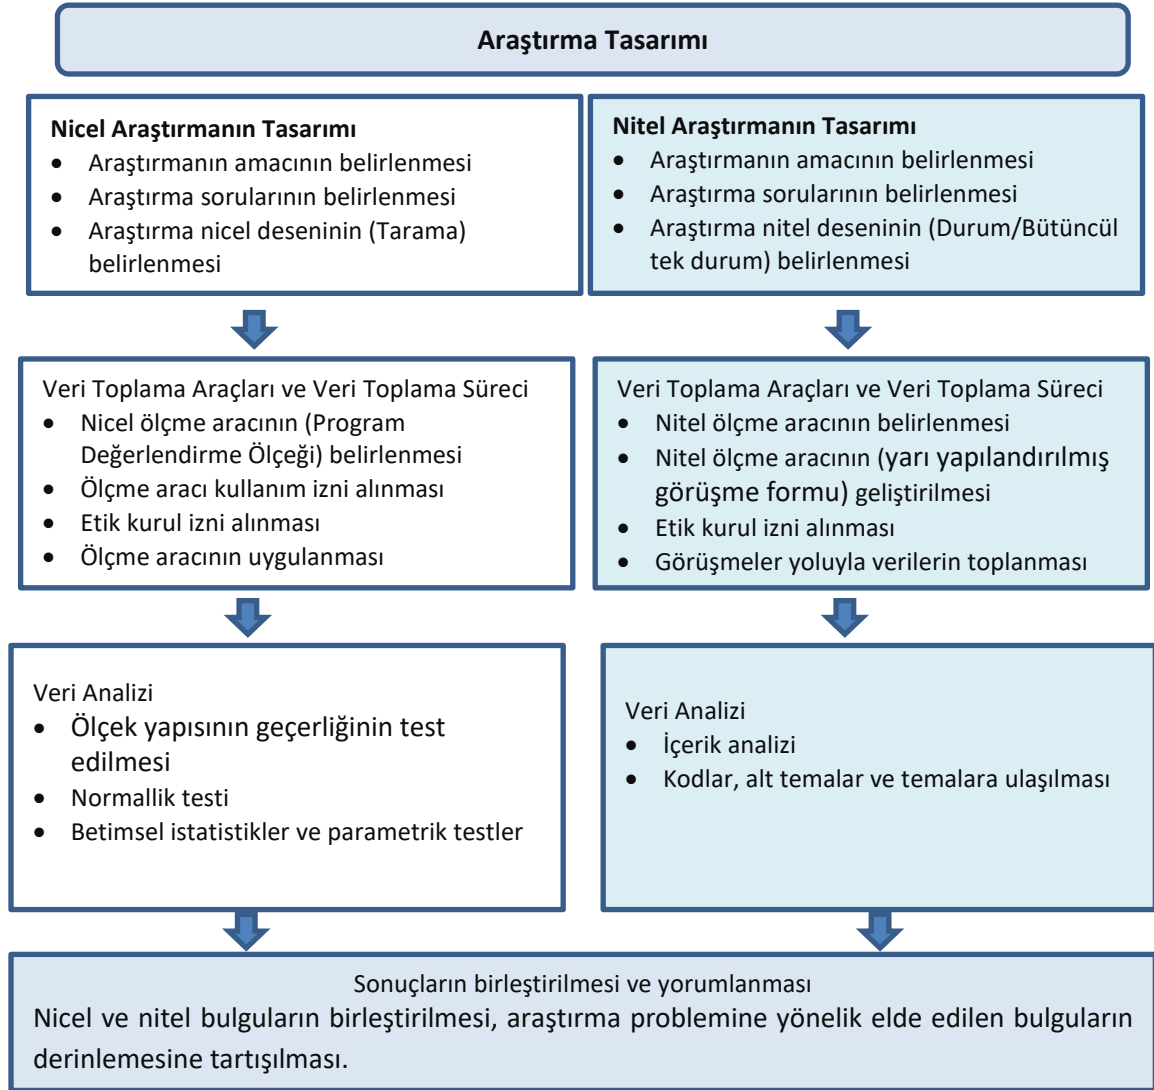 Araştırma Tasarımı
Nicel Araştırmanın Tasarımı
• Araştırmanın amacının belirlenmesi
• Araştırma sorularının belirlenmesi
• Araştırma nicel deseninin (Tarama)
belirlenmesi
Nitel Araştırmanın Tasarımı
• Araştırmanın amacının belirlenmesi
• Araştırma sorularının belirlenmesi
• Araştırma nitel deseninin (Durum/Bütüncül
tek durum) belirlenmesi
Veri Toplama Araçları ve Veri Toplama Süreci
• Nicel ölçme aracının (Program
Değerlendirme Ölçeği) belirlenmesi
• Ölçme aracı kullanım izni alınması
• Etik kurul izni alınması
• Ölçme aracının uygulanması
Veri Toplama Araçları ve Veri Toplama Süreci
• Nitel ölçme aracının belirlenmesi
• Nitel ölçme aracının (yarı yapılandırılmış
görüşme formu) geliştirilmesi
• Etik kurul izni alınması
• Görüşmeler yoluyla verilerin toplanması
Veri Analizi
• Ölçek yapısının geçerliğinin test
edilmesi
• Normallik testi
• Betimsel istatistikler ve parametrik testler
Veri Analizi
• İçerik analizi
• Kodlar, alt temalar ve temalara ulaşılması
Sonuçların birleştirilmesi ve yorumlanması
Nicel ve nitel bulguların birleştirilmesi, araştırma problemine yönelik elde edilen bulguların
derinlemesine tartışılması.